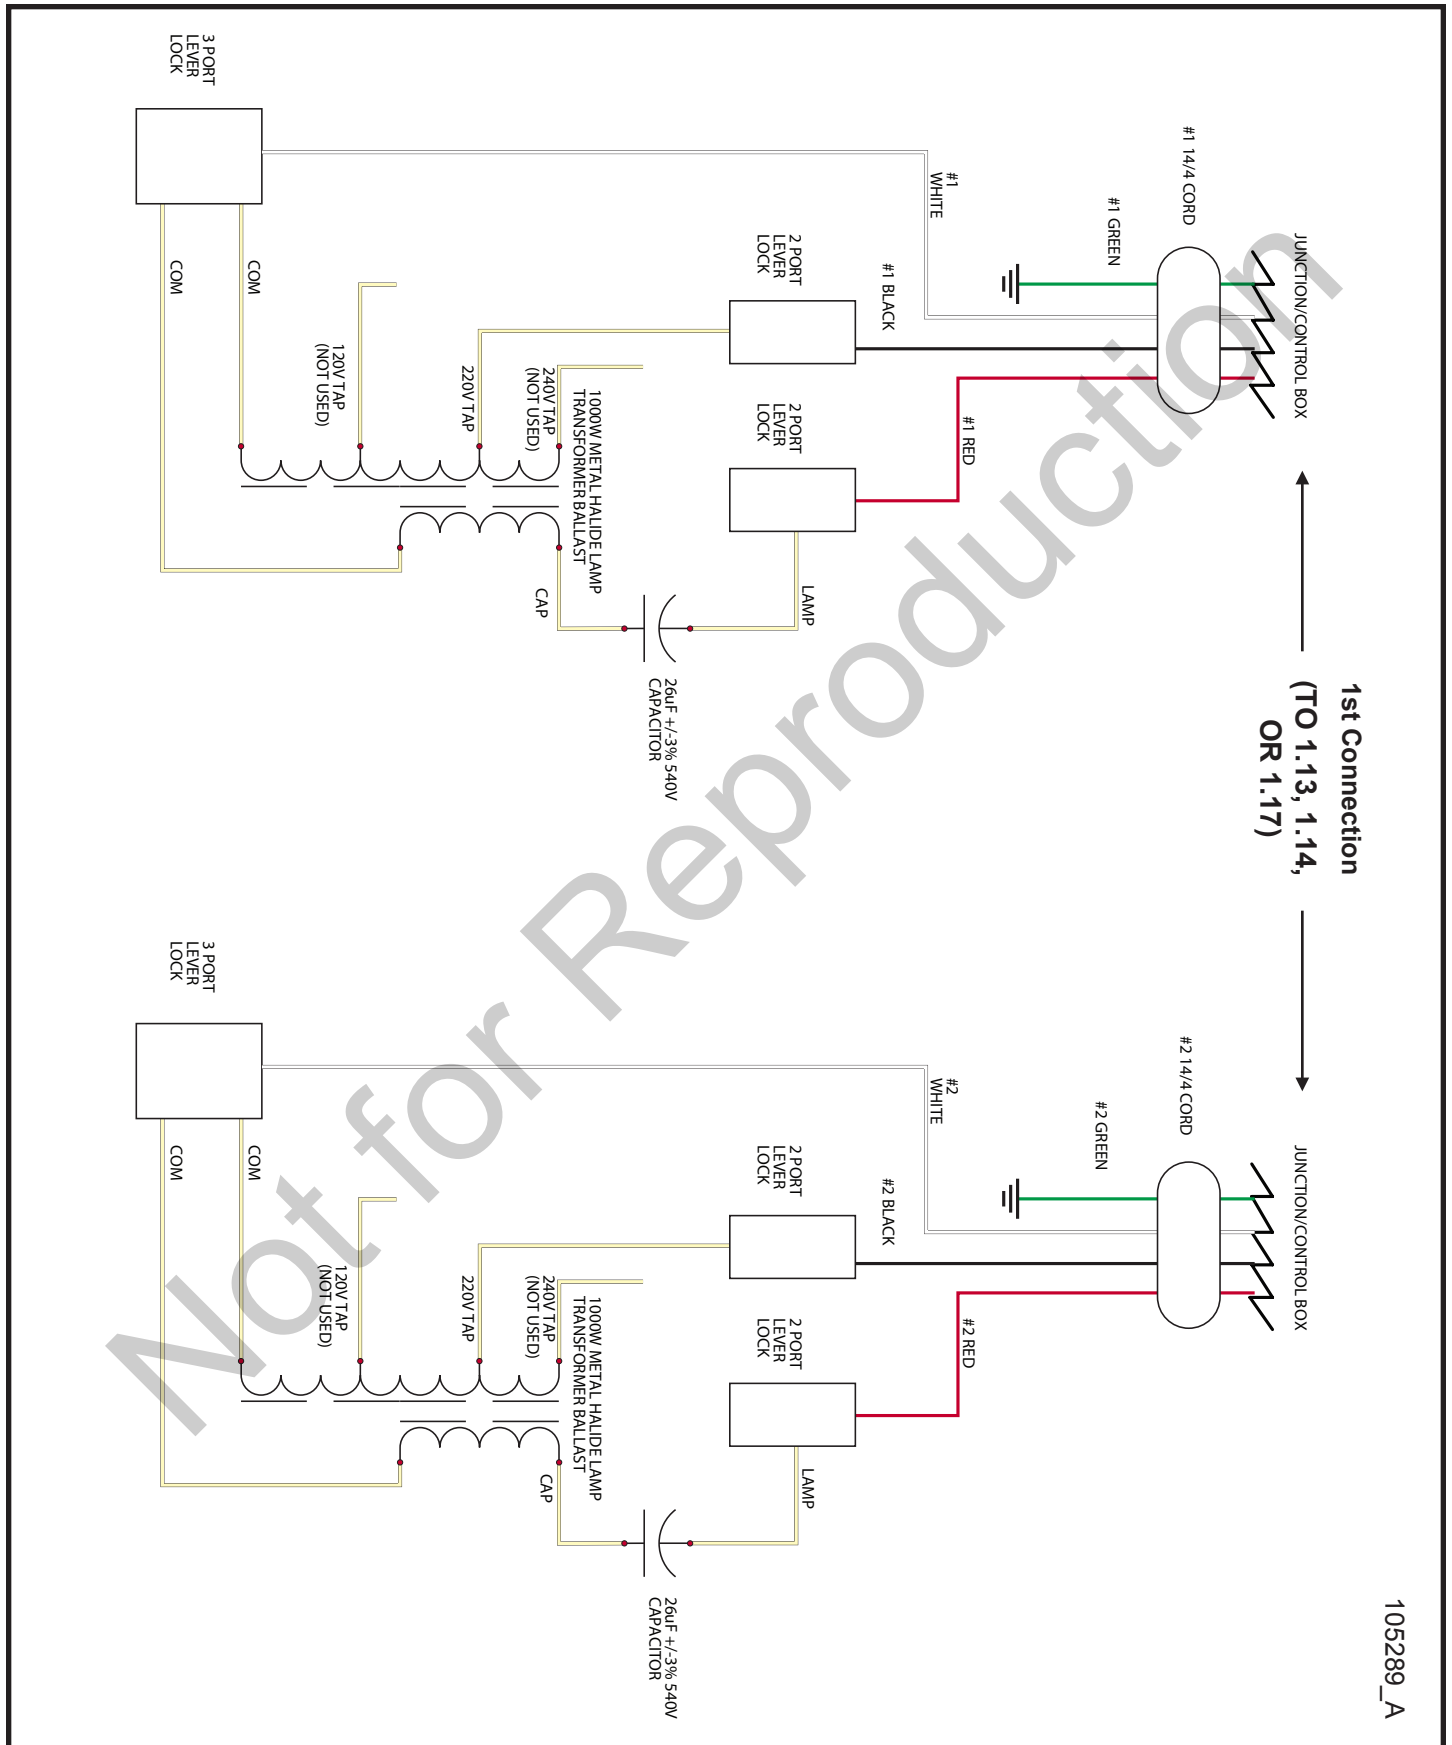 105289_A
1st Connection
(TO 1.13, 1.14,
OR 1.17)
JUNCTION/CONTROL BOX
#1 14/4 CORD
#1 GREEN
#1
WHITE
#1 BLACK
#1 RED
2 PORT
LEVER
LOCK
2 PORT
LEVER
LOCK
LAMP
26uF +/-3% 540V
CAPACITOR
CAP
1000W METAL HALIDE LAMP
TRANSFORMER BALLAST
240V TAP
(NOT USED)
220V TAP
120V TAP
(NOT USED)
COM
COM
3 PORT
LEVER
LOCK
JUNCTION/CONTROL BOX
#2 14/4 CORD
#2 GREEN
#2
WHITE
#2 BLACK
#2 RED
2 PORT
LEVER
LOCK
2 PORT
LEVER
LOCK
LAMP
26uF +/-3% 540V
CAPACITOR
CAP
1000W METAL HALIDE LAMP
TRANSFORMER BALLAST
240V TAP
(NOT USED)
220V TAP
120V TAP
(NOT USED)
COM
COM
3 PORT
LEVER
LOCK
Not for Reproduction